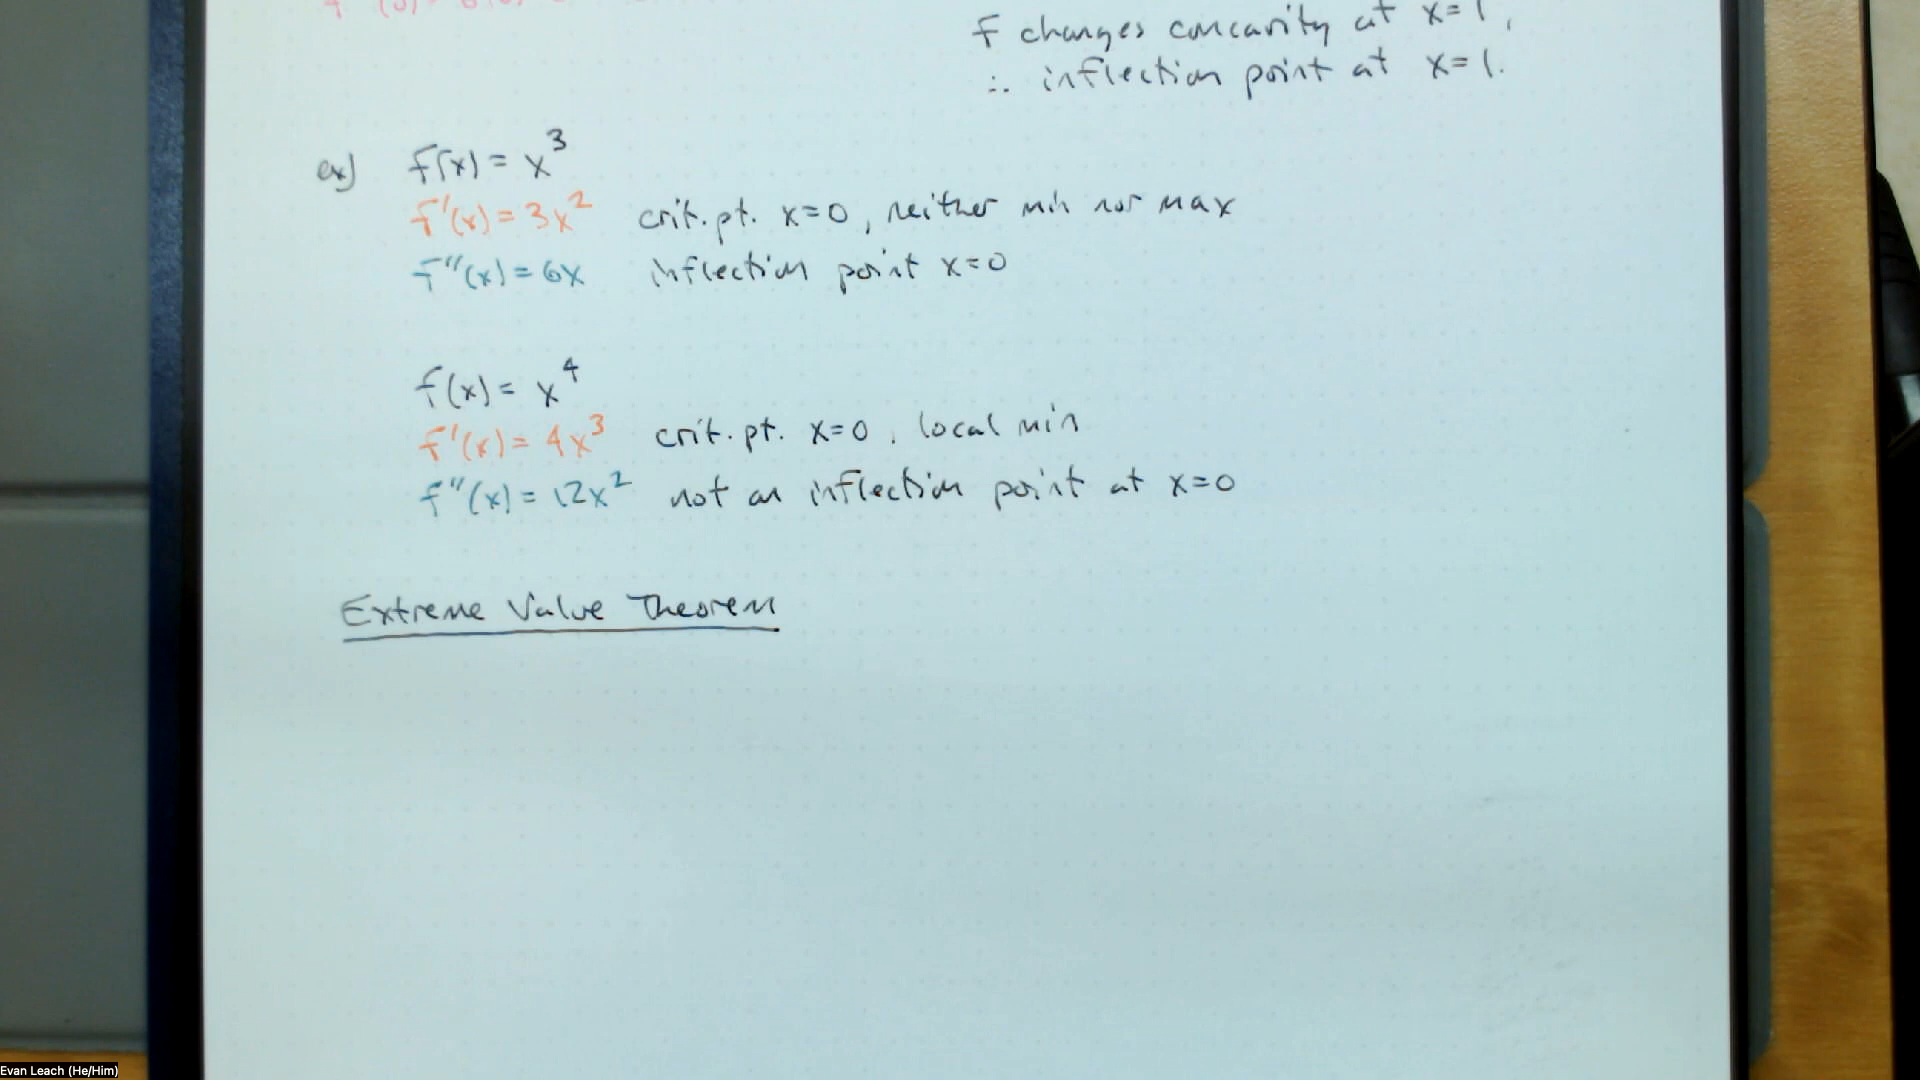 f changes concavity at x=1,
∴ inflection point at x=1.
ex) f(x) = x³
f'(x) = 3x² crit. pt. x=0, neither min nor max
f''(x) = 6x inflection point x=0
f(x) = x⁴
f'(x) = 4x³ crit. pt. x=0, local min
f''(x) = 12x² not an inflection point at x=0
Extreme Value Theorem
Evan Leach (He/Him)